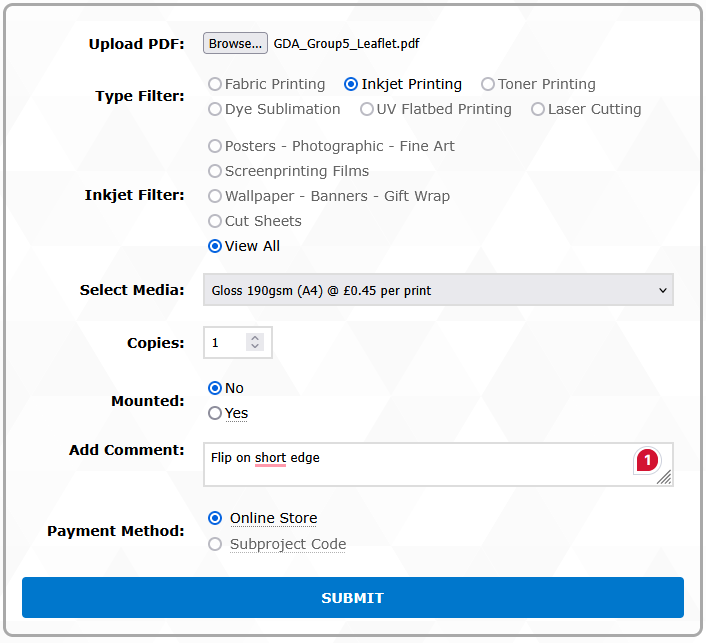 Upload PDF: Browse... GDA_Group5_Leaflet.pdf
Type Filter: Fabric Printing Inkjet Printing Toner Printing
Dye Sublimation UV Flatbed Printing Laser Cutting
Inkjet Filter: Posters - Photographic - Fine Art
Screenprinting Films
Wallpaper - Banners - Gift Wrap
Cut Sheets
View All
Select Media: Gloss 190gsm (A4) @ £0.45 per print
Copies: 1
Mounted: No
Yes
Add Comment: Flip on short edge 1
Payment Method: Online Store
Subproject Code
SUBMIT